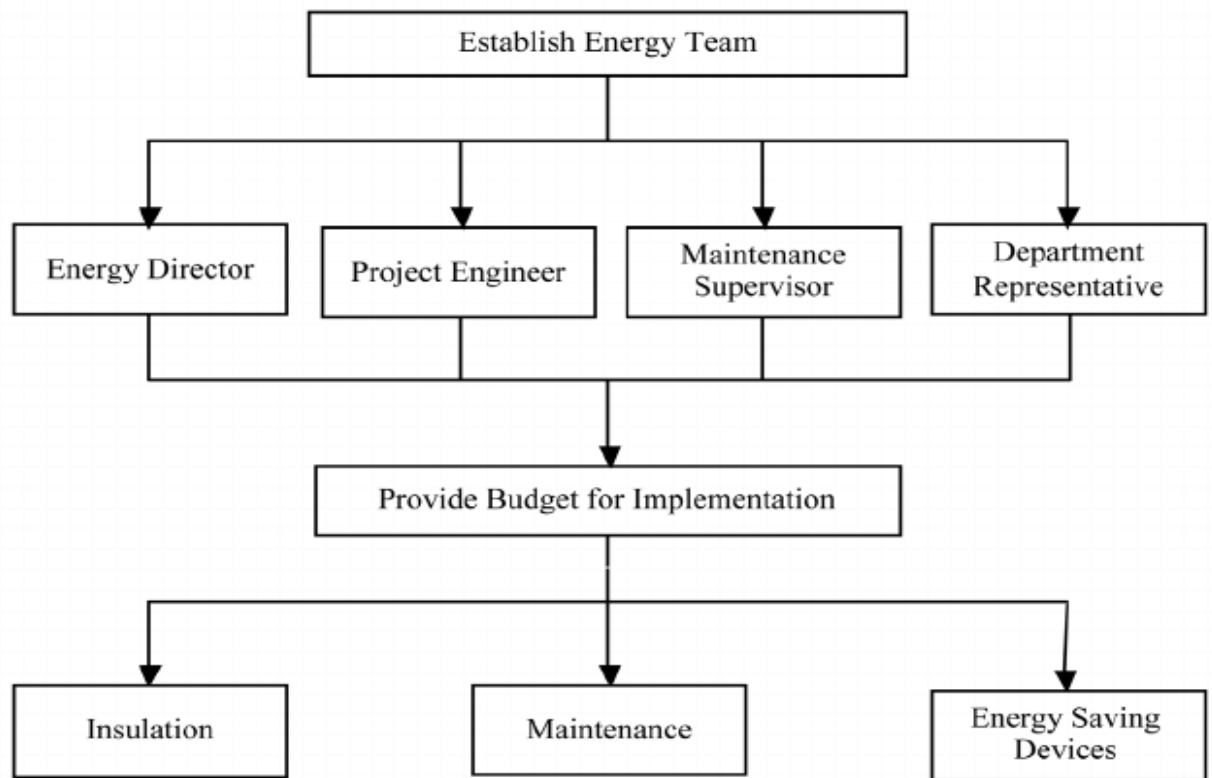 Establish Energy Team
Energy Director
Project Engineer
Maintenance
Supervisor
Department
Representative
Provide Budget for Implementation
Insulation
Maintenance
Energy Saving
Devices